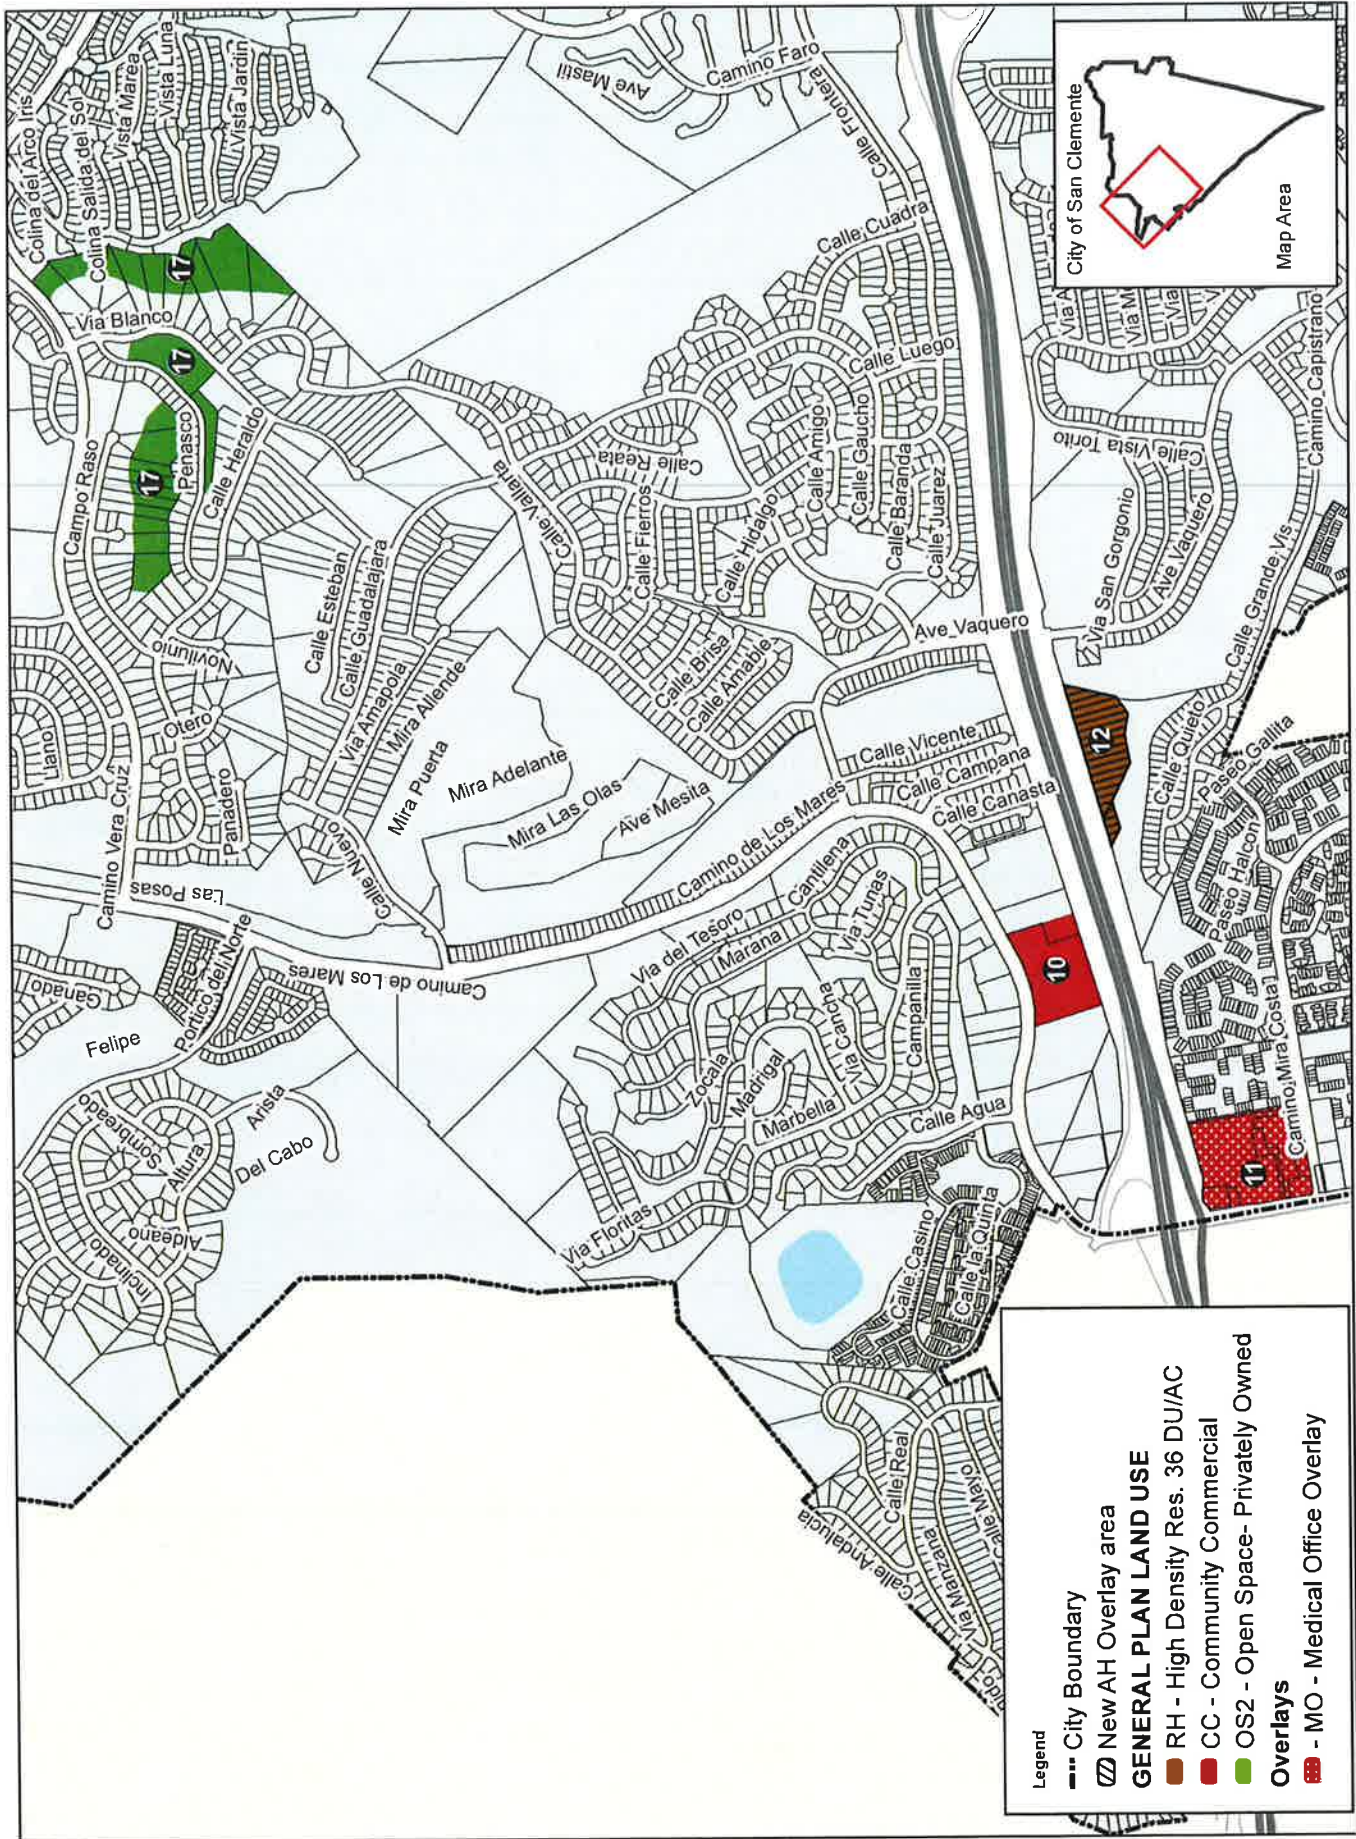 Colina del Arco Iris
Colina Salida del Sol
Vista Marea
Vista Luna
Vista Jardin
Ave Mastil
Camino Faro
Calle Frontera
Via Blanco
17
17
17
Penasco
Calle Heraldo
Campo Raso
Calle Cuadra
Calle Luego
Calle Vallarta
Calle Reata
Calle Fierros
Calle Hidalgo
Calle Amigo
Calle Gaucho
Calle Baranda
Calle Juarez
Calle Esteban
Calle Guadalajara
Via Amapola
Mira Allende
Novilunio
Otero
Panadero
Llano
Camino Vera Cruz
Las Posas
Calle Nuevo
Mira Puerta
Mira Adelante
Mira Las Olas
Ave Mesita
Calle Brisa
Calle Amable
Ave Vaquero
Calle Vicente
Calle Campana
Calle Canasta
Camino de Los Mares
Camino de Los Mares
Portico del Norte
Ganado
Felipe
Sombreado
Altura
Arista
Del Cabo
Aldeano
Inclinado
Via del Tesoro
Marana
Cantilena
Via Tunas
Campanilla
Via Cancha
Zocala
Madrigal
Marbella
Calle Agua
Via Floritas
Calle Casino
Calle la Quinta
Calle Real
Calle Andalucia
Via Manzana
Calle Mayo
10
11
12
Via San Gorgonio
Ave Vaquero
Calle Vista Torito
Calle Grande Vis
Camino Capistrano
Calle Quieto
Paseo Gallita
Paseo Halcon
Camino Mira Costa
Via A
Via M
Via
V
City of San Clemente
Map Area
Legend
City Boundary
New AH Overlay area
GENERAL PLAN LAND USE
RH - High Density Res. 36 DU/AC
CC - Community Commercial
OS2 - Open Space- Privately Owned
Overlays
- MO - Medical Office Overlay